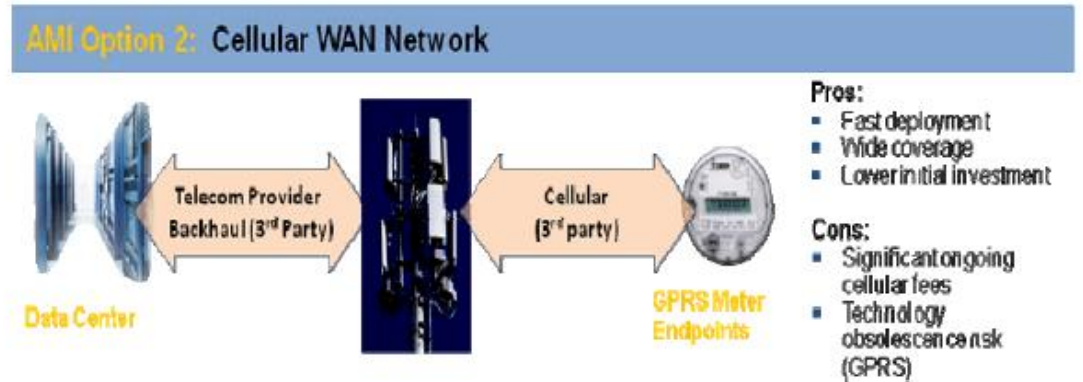 AMI Option 2: Cellular WAN Network
Telecom Provider
Backhaul (3rd Party)
Cellular
(3rd party)
Data Center
GPRS Meter
Endpoints
Pros:
▪ Fast deployment
▪ Wide coverage
▪ Lower initial investment
Cons:
▪ Significant ongoing
cellular fees
▪ Technology
obsolescence risk
(GPRS)